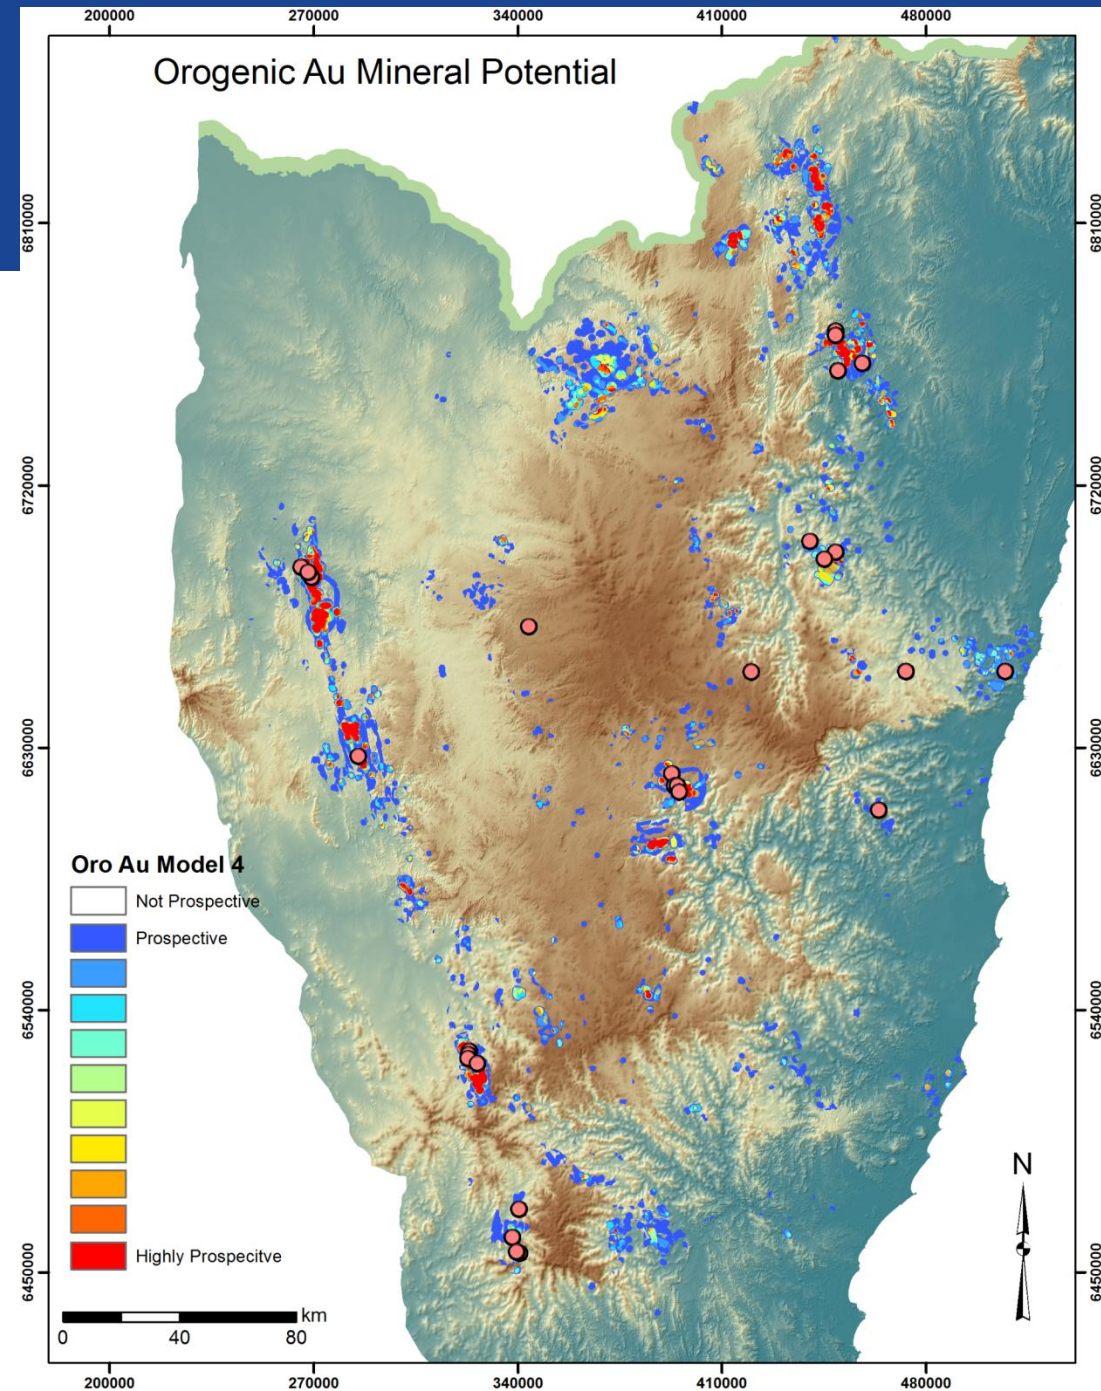 200000 270000 340000 410000 480000
Orogenic Au Mineral Potential
6810000 6810000
6720000 6720000
6630000 6630000
Oro Au Model 4
Not Prospective
Prospective
6540000 6540000
N
Highly Prospecitve
6450000 6450000
km
0 40 80
200000 270000 340000 410000 480000